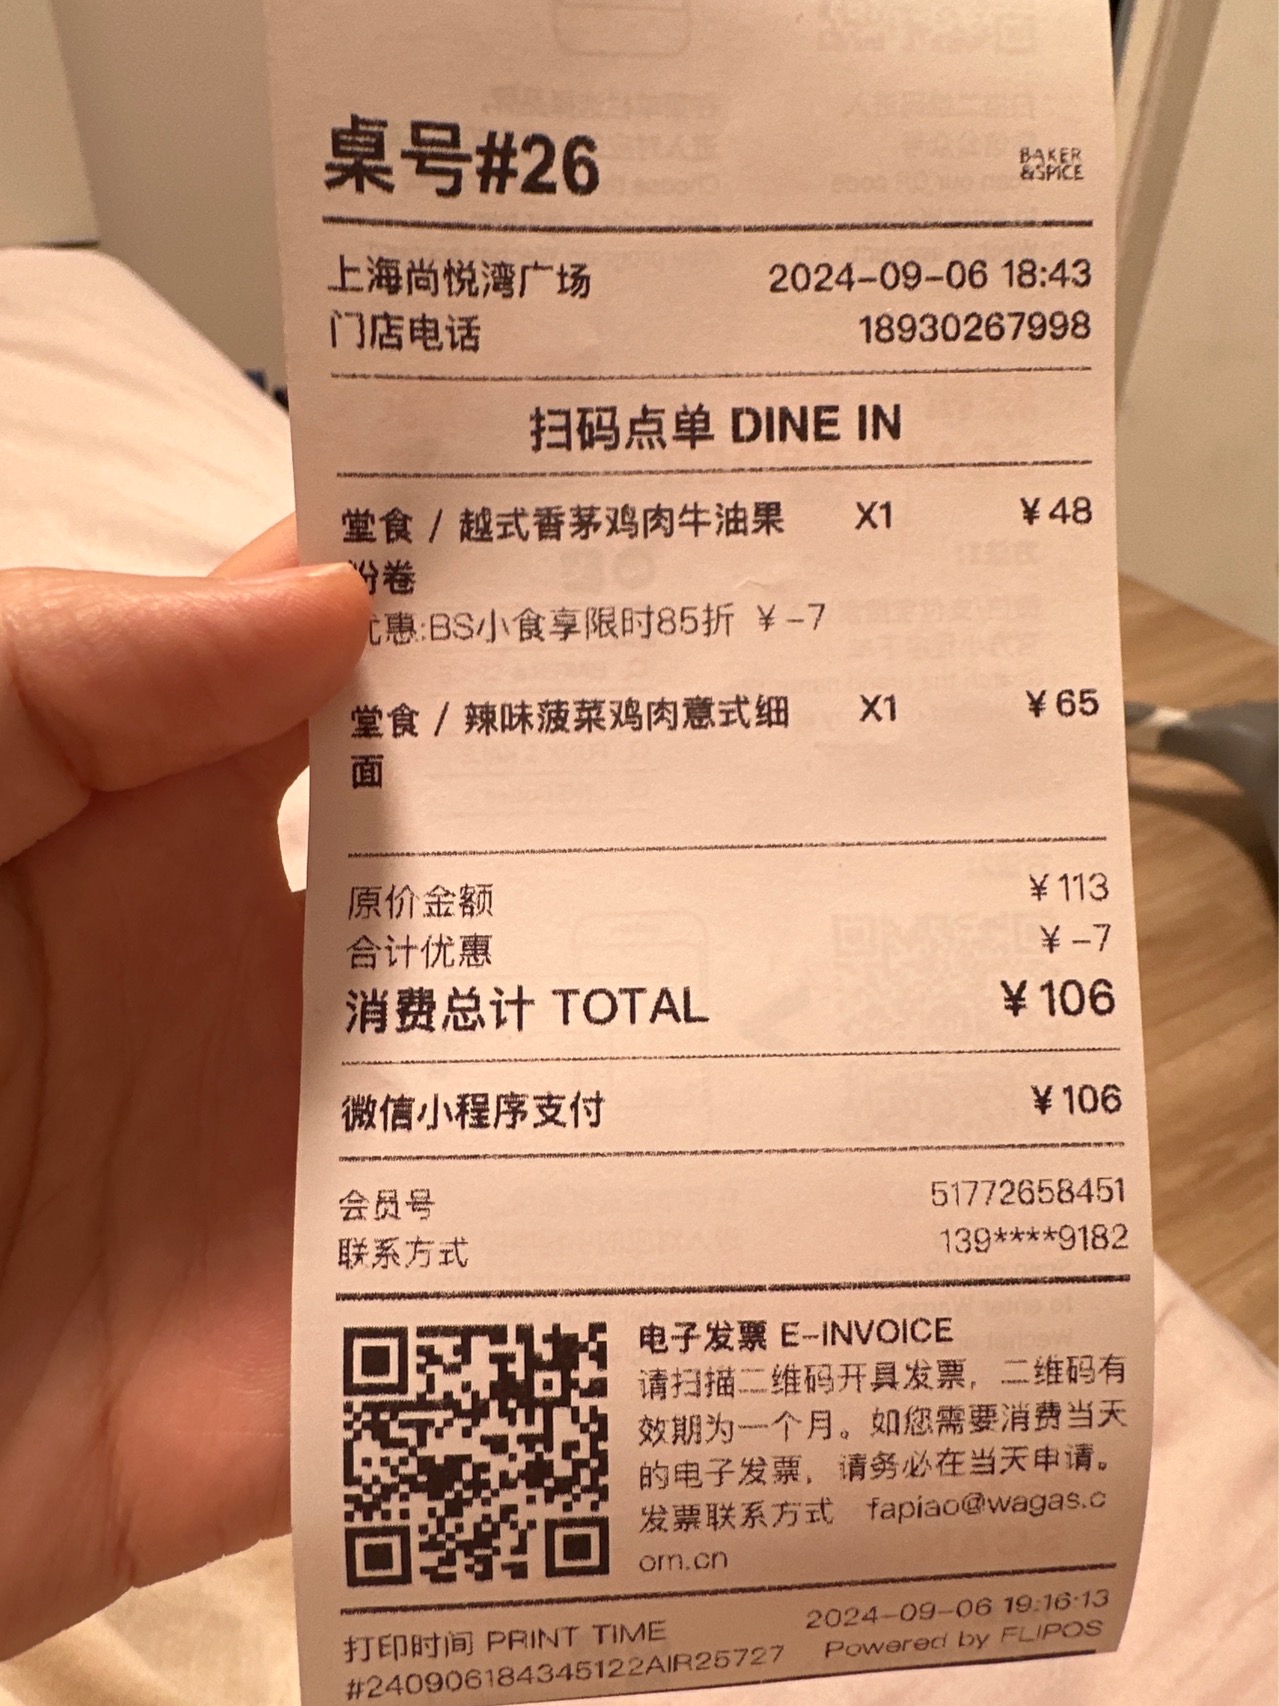 桌号#26
BAKER
&SPICE
上海尚悦湾广场 2024-09-06 18:43
门店电话 18930267998
扫码点单 DINE IN
堂食 / 越式香茅鸡肉牛油果 X1 ¥48
粉卷
优惠:BS小食享限时85折 ¥-7
堂食 / 辣味菠菜鸡肉意式细 X1 ¥65
面
原价金额 ¥113
合计优惠 ¥-7
消费总计 TOTAL ¥106
微信小程序支付 ¥106
会员号 51772658451
联系方式 139****9182
电子发票 E-INVOICE
请扫描二维码开具发票，二维码有
效期为一个月。如您需要消费当天
的电子发票，请务必在当天申请。
发票联系方式 fapiao@wagas.c
om.cn
打印时间 PRINT TIME 2024-09-06 19:16:13
#240906184345122AIR25727 Powered by FLIPOS